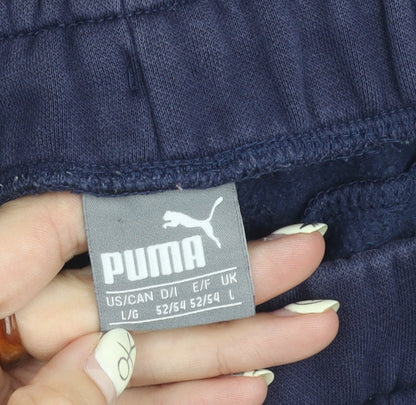 PUMA
US/CAN D/I E/F UK
L/G 52/54 52/54 L